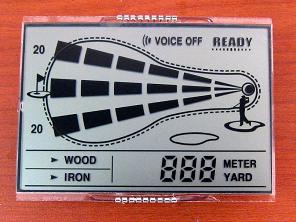 20 VOICE OFF READY
20
WOOD
IRON
888 METER
YARD